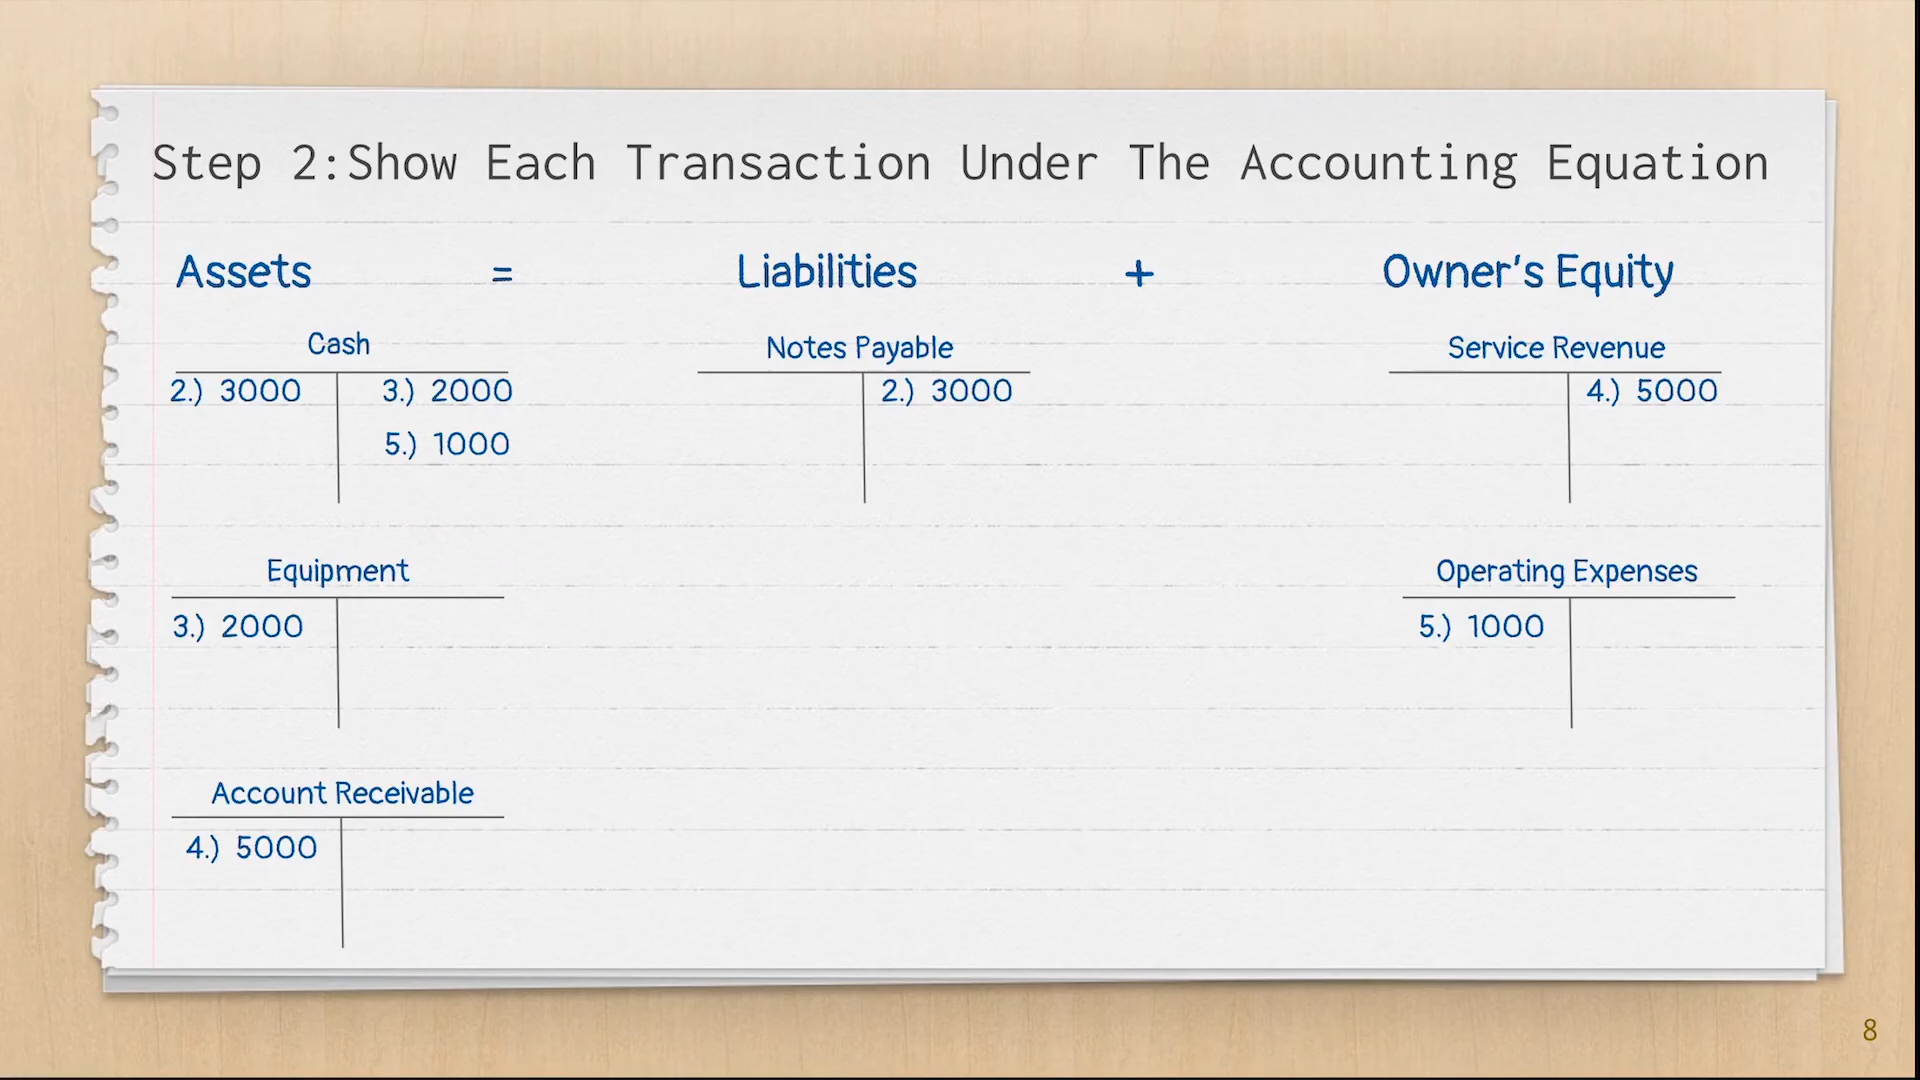 Step 2:Show Each Transaction Under The Accounting Equation
Assets = Liabilities + Owner's Equity
Cash
2.) 3000 3.) 2000
5.) 1000
Notes Payable
2.) 3000
Service Revenue
4.) 5000
Equipment
3.) 2000
Operating Expenses
5.) 1000
Account Receivable
4.) 5000
8